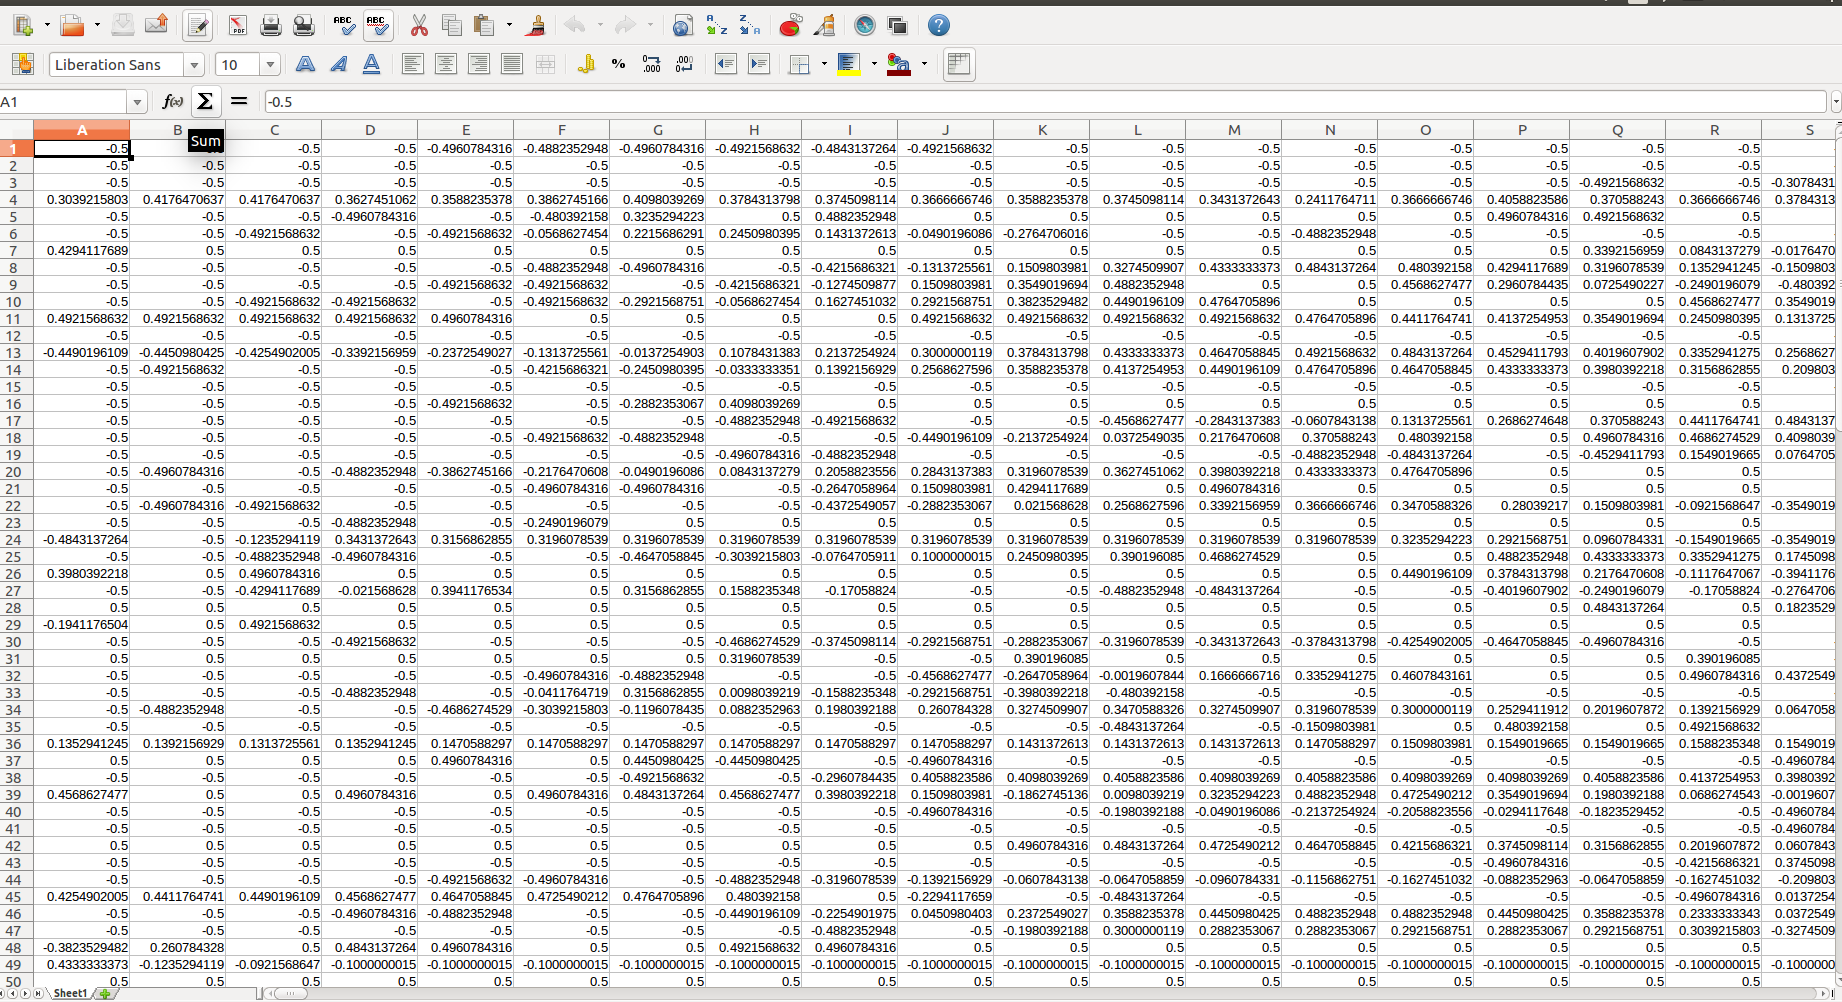 PDF ABC ABC A Z Z A
Liberation Sans 10 A A A % 0.000 .000
A1 f(x) Σ = -0.5
A B C D E F G H I J K L M N O P Q R S
Sum
1 -0.5 -0.5 -0.5 -0.4960784316 -0.4882352948 -0.4960784316 -0.4921568632 -0.4843137264 -0.4921568632 -0.5 -0.5 -0.5 -0.5 -0.5 -0.5 -0.5 -0.5
2 -0.5 -0.5 -0.5 -0.5 -0.5 -0.5 -0.5 -0.5 -0.5 -0.5 -0.5 -0.5 -0.5 -0.5 -0.5 -0.5 -0.5 -0.5
3 -0.5 -0.5 -0.5 -0.5 -0.5 -0.5 -0.5 -0.5 -0.5 -0.5 -0.5 -0.5 -0.5 -0.5 -0.5 -0.5 -0.4921568632 -0.5 -0.3078431
4 0.3039215803 0.4176470637 0.4176470637 0.3627451062 0.3588235378 0.3862745166 0.4098039269 0.3784313798 0.3745098114 0.3666666746 0.3588235378 0.3745098114 0.3431372643 0.2411764711 0.3666666746 0.4058823586 0.370588243 0.3666666746 0.3784313
5 -0.5 -0.5 -0.5 -0.4960784316 -0.5 -0.480392158 0.3235294223 0.5 0.4882352948 0.5 0.5 0.5 0.5 0.5 0.5 0.4960784316 0.4921568632 0.5
6 -0.5 -0.5 -0.4921568632 -0.5 -0.4921568632 -0.0568627454 0.2215686291 0.2450980395 0.1431372613 -0.0490196086 -0.2764706016 -0.5 -0.5 -0.4882352948 -0.5 -0.5 -0.5 -0.5
7 0.4294117689 0.5 0.5 0.5 0.5 0.5 0.5 0.5 0.5 0.5 0.5 0.5 0.5 0.5 0.5 0.5 0.3392156959 0.0843137279 -0.0176470
8 -0.5 -0.5 -0.5 -0.5 -0.5 -0.4882352948 -0.4960784316 -0.5 -0.4215686321 -0.1313725561 0.1509803981 0.3274509907 0.4333333373 0.4843137264 0.480392158 0.4294117689 0.3196078539 0.1352941245 -0.1509803
9 -0.5 -0.5 -0.5 -0.5 -0.4921568632 -0.4921568632 -0.5 -0.4215686321 -0.1274509877 0.1509803981 0.3549019694 0.4882352948 0.5 0.5 0.4568627477 0.2960784435 0.0725490227 -0.2490196079 -0.480392
10 -0.5 -0.5 -0.4921568632 -0.4921568632 -0.5 -0.4921568632 -0.2921568751 -0.0568627454 0.1627451032 0.2921568751 0.3823529482 0.4490196109 0.4764705896 0.5 0.5 0.5 0.5 0.4568627477 0.3549019
11 0.4921568632 0.4921568632 0.4921568632 0.4921568632 0.4960784316 0.5 0.5 0.5 0.5 0.4921568632 0.4921568632 0.4921568632 0.4921568632 0.4764705896 0.4411764741 0.4137254953 0.3549019694 0.2450980395 0.1313725
12 -0.5 -0.5 -0.5 -0.5 -0.5 -0.5 -0.5 -0.5 -0.5 -0.5 -0.5 -0.5 -0.5 -0.5 -0.5 -0.5 -0.5 -0.5
13 -0.4490196109 -0.4450980425 -0.4254902005 -0.3392156959 -0.2372549027 -0.1313725561 -0.0137254903 0.1078431383 0.2137254924 0.3000000119 0.3784313798 0.4333333373 0.4647058845 0.4921568632 0.4843137264 0.4529411793 0.4019607902 0.3352941275 0.2568627
14 -0.5 -0.4921568632 -0.5 -0.5 -0.5 -0.4215686321 -0.2450980395 -0.0333333351 0.1392156929 0.2568627596 0.3588235378 0.4137254953 0.4490196109 0.4764705896 0.4647058845 0.4333333373 0.3980392218 0.3156862855 0.209803
15 -0.5 -0.5 -0.5 -0.5 -0.5 -0.5 -0.5 -0.5 -0.5 -0.5 -0.5 -0.5 -0.5 -0.5 -0.5 -0.5 -0.5 -0.5
16 -0.5 -0.5 -0.5 -0.5 -0.4921568632 -0.5 -0.2882353067 0.4098039269 0.5 0.5 0.5 0.5 0.5 0.5 0.5 0.5 0.5 0.5
17 -0.5 -0.5 -0.5 -0.5 -0.5 -0.5 -0.5 -0.4882352948 -0.4921568632 -0.5 -0.5 -0.4568627477 -0.2843137383 -0.0607843138 0.1313725561 0.2686274648 0.370588243 0.4411764741 0.4843137
18 -0.5 -0.5 -0.5 -0.5 -0.5 -0.4921568632 -0.4882352948 -0.5 -0.5 -0.4490196109 -0.2137254924 0.0372549035 0.2176470608 0.370588243 0.480392158 0.5 0.4960784316 0.4686274529 0.4098039
19 -0.5 -0.5 -0.5 -0.5 -0.5 -0.5 -0.5 -0.4960784316 -0.4882352948 -0.5 -0.5 -0.5 -0.5 -0.4882352948 -0.4843137264 -0.5 -0.4529411793 0.1549019665 0.0764705
20 -0.5 -0.4960784316 -0.5 -0.4882352948 -0.3862745166 -0.2176470608 -0.0490196086 0.0843137279 0.2058823556 0.2843137383 0.3196078539 0.3627451062 0.3980392218 0.4333333373 0.4764705896 0.5 0.5 0.5
21 -0.5 -0.5 -0.5 -0.5 -0.5 -0.4960784316 -0.4960784316 -0.5 -0.2647058964 0.1509803981 0.4294117689 0.5 0.4960784316 0.5 0.5 0.5 0.5 0.5
22 -0.5 -0.4960784316 -0.4921568632 -0.5 -0.5 -0.5 -0.5 -0.5 -0.4372549057 -0.2882353067 0.021568628 0.2568627596 0.3392156959 0.3666666746 0.3470588326 0.28039217 0.1509803981 -0.0921568647 -0.3549019
23 -0.5 -0.5 -0.5 -0.4882352948 -0.5 -0.2490196079 0.5 0.5 0.5 0.5 0.5 0.5 0.5 0.5 0.5 0.5 0.5 0.5
24 -0.4843137264 -0.5 -0.1235294119 0.3431372643 0.3156862855 0.3196078539 0.3196078539 0.3196078539 0.3196078539 0.3196078539 0.3196078539 0.3196078539 0.3196078539 0.3196078539 0.3235294223 0.2921568751 0.0960784331 -0.1549019665 -0.3549019
25 -0.5 -0.5 -0.4882352948 -0.4960784316 -0.5 -0.5 -0.4647058845 -0.3039215803 -0.0764705911 0.1000000015 0.2450980395 0.390196085 0.4686274529 0.5 0.5 0.4882352948 0.4333333373 0.3352941275 0.1745098
26 0.3980392218 0.5 0.4960784316 0.5 0.5 0.5 0.5 0.5 0.5 0.5 0.5 0.5 0.5 0.5 0.4490196109 0.3784313798 0.2176470608 -0.1117647067 -0.3941176
27 -0.5 -0.5 -0.4294117689 -0.021568628 0.3941176534 0.5 0.3156862855 0.1588235348 -0.17058824 -0.5 -0.5 -0.4882352948 -0.4843137264 -0.5 -0.5 -0.4019607902 -0.2490196079 -0.17058824 -0.2764706
28 0.5 0.5 0.5 0.5 0.5 0.5 0.5 0.5 0.5 0.5 0.5 0.5 0.5 0.5 0.5 0.5 0.4843137264 0.5 0.1823529
29 -0.1941176504 0.5 0.4921568632 0.5 0.5 0.5 0.5 0.5 0.5 0.5 0.5 0.5 0.5 0.5 0.5 0.5 0.5 0.5
30 -0.5 -0.5 -0.5 -0.4921568632 -0.5 -0.5 -0.5 -0.4686274529 -0.3745098114 -0.2921568751 -0.2882353067 -0.3196078539 -0.3431372643 -0.3784313798 -0.4254902005 -0.4647058845 -0.4960784316 -0.5
31 0.5 0.5 0.5 0.5 0.5 0.5 0.5 0.3196078539 -0.5 -0.5 0.390196085 0.5 0.5 0.5 0.5 0.5 0.5 0.390196085
32 -0.5 -0.5 -0.5 -0.5 -0.5 -0.4960784316 -0.4882352948 -0.5 -0.5 -0.4568627477 -0.2647058964 -0.0019607844 0.1666666716 0.3352941275 0.4607843161 0.5 0.5 0.4960784316 0.4372549
33 -0.5 -0.5 -0.5 -0.4882352948 -0.5 -0.0411764719 0.3156862855 0.0098039219 -0.1588235348 -0.2921568751 -0.3980392218 -0.480392158 -0.5 -0.5 -0.5 -0.5 -0.5 -0.5
34 -0.5 -0.4882352948 -0.5 -0.5 -0.4686274529 -0.3039215803 -0.1196078435 0.0882352963 0.1980392188 0.260784328 0.3274509907 0.3470588326 0.3274509907 0.3196078539 0.3000000119 0.2529411912 0.2019607872 0.1392156929 0.0647058
35 -0.5 -0.5 -0.5 -0.5 -0.5 -0.5 -0.5 -0.5 -0.5 -0.5 -0.5 -0.4843137264 -0.5 -0.1509803981 0.5 0.480392158 0.5 0.4921568632
36 0.1352941245 0.1392156929 0.1313725561 0.1352941245 0.1470588297 0.1470588297 0.1470588297 0.1470588297 0.1470588297 0.1470588297 0.1431372613 0.1431372613 0.1431372613 0.1470588297 0.1509803981 0.1549019665 0.1549019665 0.1588235348 0.1549019
37 0.5 0.5 0.5 0.5 0.4960784316 0.5 0.4450980425 -0.4450980425 -0.5 -0.4960784316 -0.5 -0.5 -0.5 -0.5 -0.5 -0.5 -0.5 -0.5 -0.4960784
38 -0.5 -0.5 -0.5 -0.5 -0.5 -0.5 -0.4921568632 -0.5 -0.2960784435 0.4058823586 0.4098039269 0.4058823586 0.4098039269 0.4058823586 0.4098039269 0.4098039269 0.4058823586 0.4137254953 0.3980392
39 0.4568627477 0.5 0.5 0.4960784316 0.5 0.4960784316 0.4843137264 0.4568627477 0.3980392218 0.1509803981 -0.1862745136 0.0098039219 0.3235294223 0.4882352948 0.4725490212 0.3549019694 0.1980392188 0.0686274543 -0.0019607
40 -0.5 -0.5 -0.5 -0.5 -0.5 -0.5 -0.5 -0.5 -0.5 -0.4960784316 -0.5 -0.1980392188 -0.0490196086 -0.2137254924 -0.2058823556 -0.0294117648 -0.1823529452 -0.5 -0.4960784
41 -0.5 -0.5 -0.5 -0.5 -0.5 -0.5 -0.5 -0.5 -0.5 -0.5 -0.5 -0.5 -0.5 -0.5 -0.5 -0.5 -0.5 -0.5 -0.4960784
42 0.5 0.5 0.5 0.5 0.5 0.5 0.5 0.5 0.5 0.5 0.4960784316 0.4843137264 0.4725490212 0.4647058845 0.4215686321 0.3745098114 0.3156862855 0.2019607872 0.0607843
43 -0.5 -0.5 -0.5 -0.5 -0.5 -0.5 -0.5 -0.5 -0.5 -0.5 -0.5 -0.5 -0.5 -0.5 -0.5 -0.4960784316 -0.5 -0.4215686321 0.3745098
44 -0.5 -0.5 -0.5 -0.5 -0.4921568632 -0.4960784316 -0.5 -0.4882352948 -0.3196078539 -0.1392156929 -0.0607843138 -0.0647058859 -0.0960784331 -0.1156862751 -0.1627451032 -0.0882352963 -0.0647058859 -0.1627451032 -0.209803
45 0.4254902005 0.4411764741 0.4490196109 0.4568627477 0.4647058845 0.4725490212 0.4764705896 0.480392158 0.5 -0.2294117659 -0.5 -0.4843137264 -0.5 -0.5 -0.5 -0.5 -0.5 -0.4960784316 0.0137254
46 -0.5 -0.5 -0.5 -0.4960784316 -0.4882352948 -0.5 -0.5 -0.4490196109 -0.2254901975 0.0450980403 0.2372549027 0.3588235378 0.4450980425 0.4882352948 0.4882352948 0.4450980425 0.3588235378 0.2333333343 0.0372549
47 -0.5 -0.5 -0.5 -0.5 -0.5 -0.5 -0.5 -0.5 -0.4882352948 -0.5 -0.1980392188 0.3000000119 0.2882353067 0.2882353067 0.2921568751 0.2882353067 0.2921568751 0.3039215803 -0.3274509
48 -0.3823529482 0.260784328 0.5 0.4843137264 0.4960784316 0.5 0.5 0.4921568632 0.4960784316 0.5 0.5 0.5 0.5 0.5 0.5 0.5 0.5 0.5
49 0.4333333373 -0.1235294119 -0.0921568647 -0.1000000015 -0.1000000015 -0.1000000015 -0.1000000015 -0.1000000015 -0.1000000015 -0.1000000015 -0.1000000015 -0.1000000015 -0.1000000015 -0.1000000015 -0.1000000015 -0.1000000015 -0.1000000015 -0.1000000015 -0.1000000
50 0.5 0.5 0.5 0.5 0.5 0.5 0.5 0.5 0.5 0.5 0.5 0.5 0.5 0.5 0.5 0.5 0.5 0.5
Sheet1